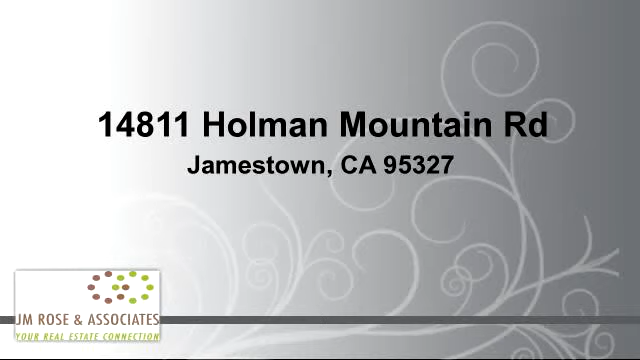 14811 Holman Mountain Rd
Jamestown, CA 95327
JM ROSE & ASSOCIATES
YOUR REAL ESTATE CONNECTION